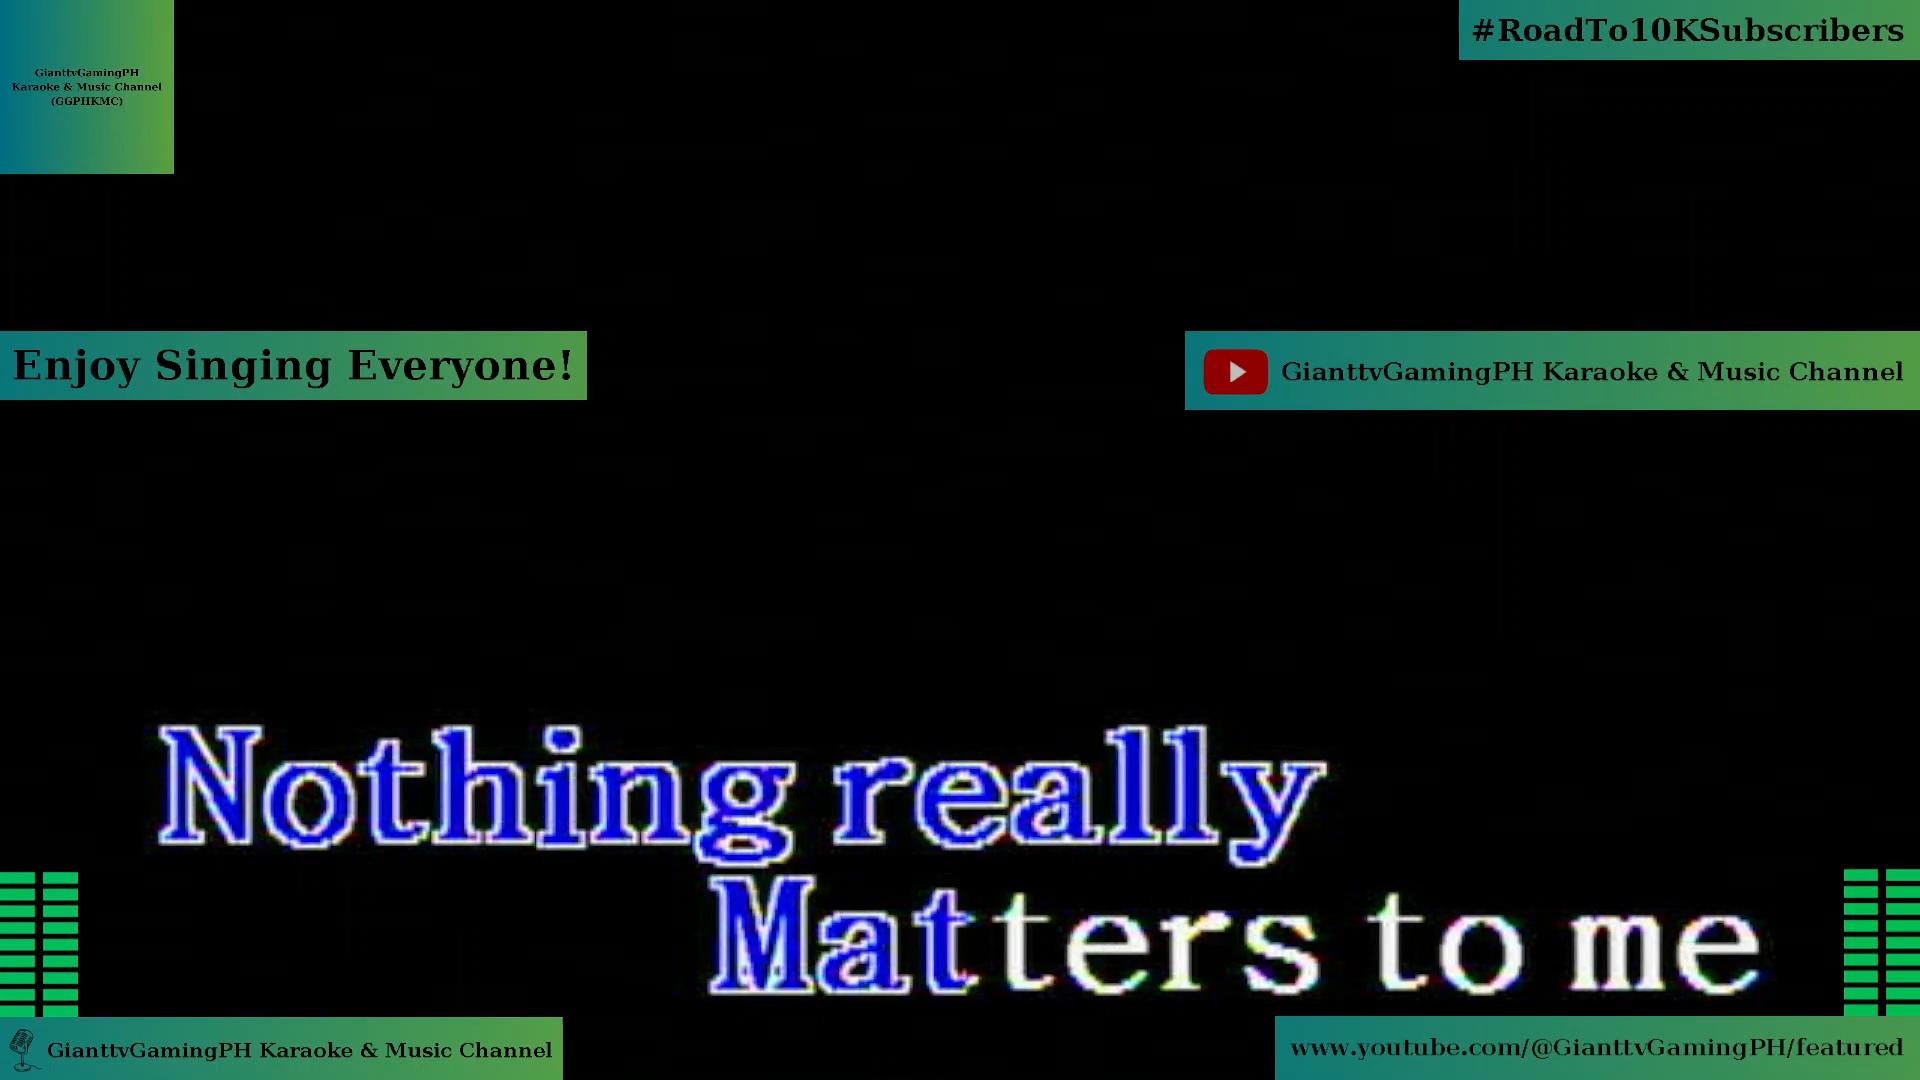 GianttvGamingPH
Karaoke & Music Channel
(GGPHKMC)
#RoadTo10KSubscribers
Enjoy Singing Everyone!
GianttvGamingPH Karaoke & Music Channel
Nothing really
Matters to me
GianttvGamingPH Karaoke & Music Channel
www.youtube.com/@GianttvGamingPH/featured